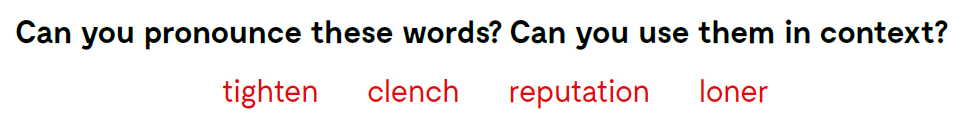 Can you pronounce these words? Can you use them in context?
tighten clench reputation loner